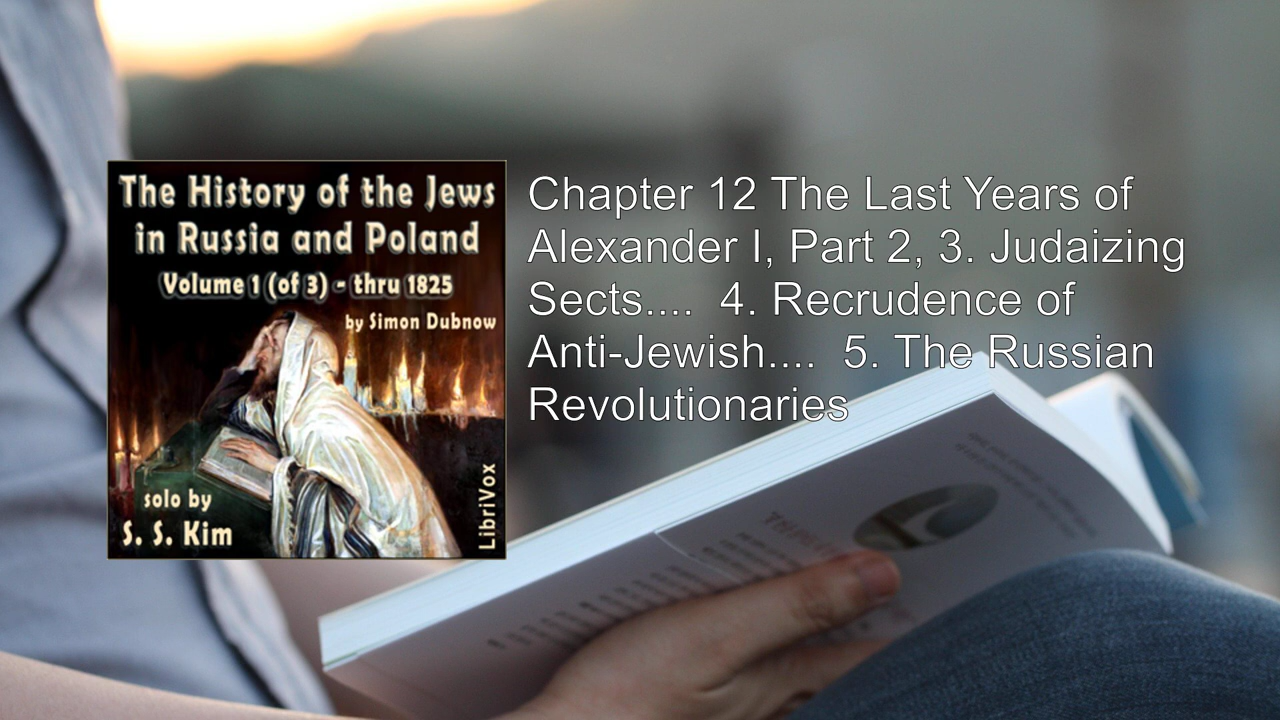 The History of the Jews
in Russia and Poland
Volume 1 (of 3) - thru 1825
by Simon Dubnow
solo by
S. S. Kim
LibriVox
Chapter 12 The Last Years of
Alexander I, Part 2, 3. Judaizing
Sects.... 4. Recrudence of
Anti-Jewish.... 5. The Russian
Revolutionaries